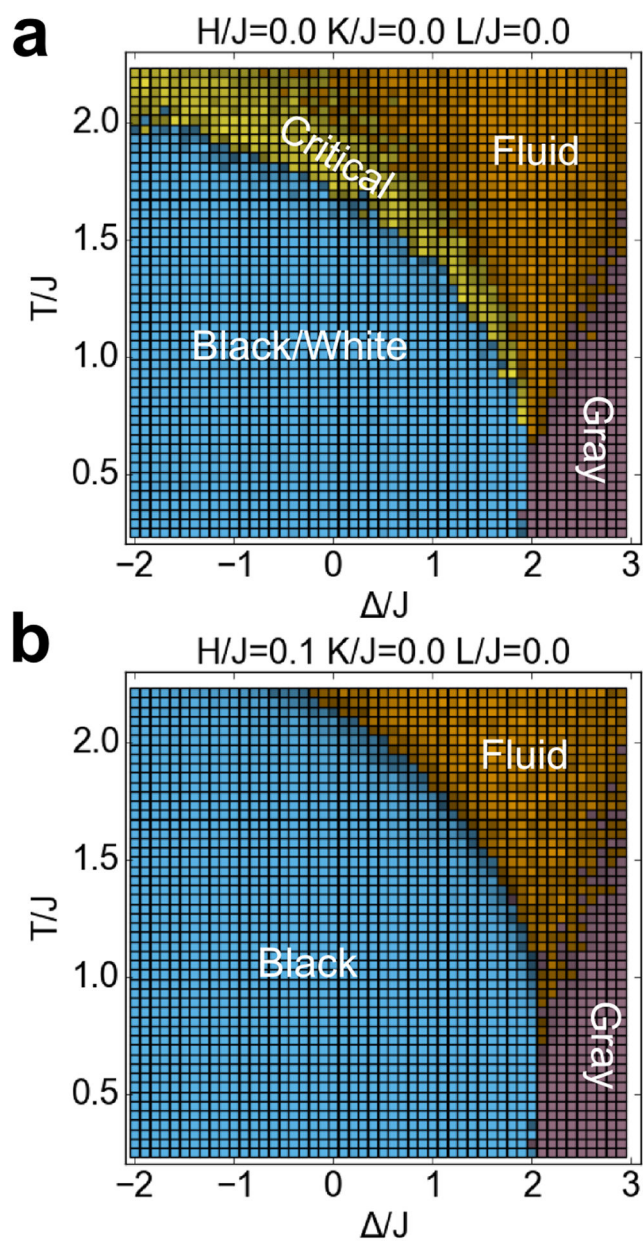 a
H/J=0.0 K/J=0.0 L/J=0.0
T/J
2.0
1.5
1.0
0.5
Critical
Fluid
Black/White
Gray
−2 −1 0 1 2 3
Δ/J
b
H/J=0.1 K/J=0.0 L/J=0.0
T/J
2.0
1.5
1.0
0.5
Fluid
Black
Gray
−2 −1 0 1 2 3
Δ/J